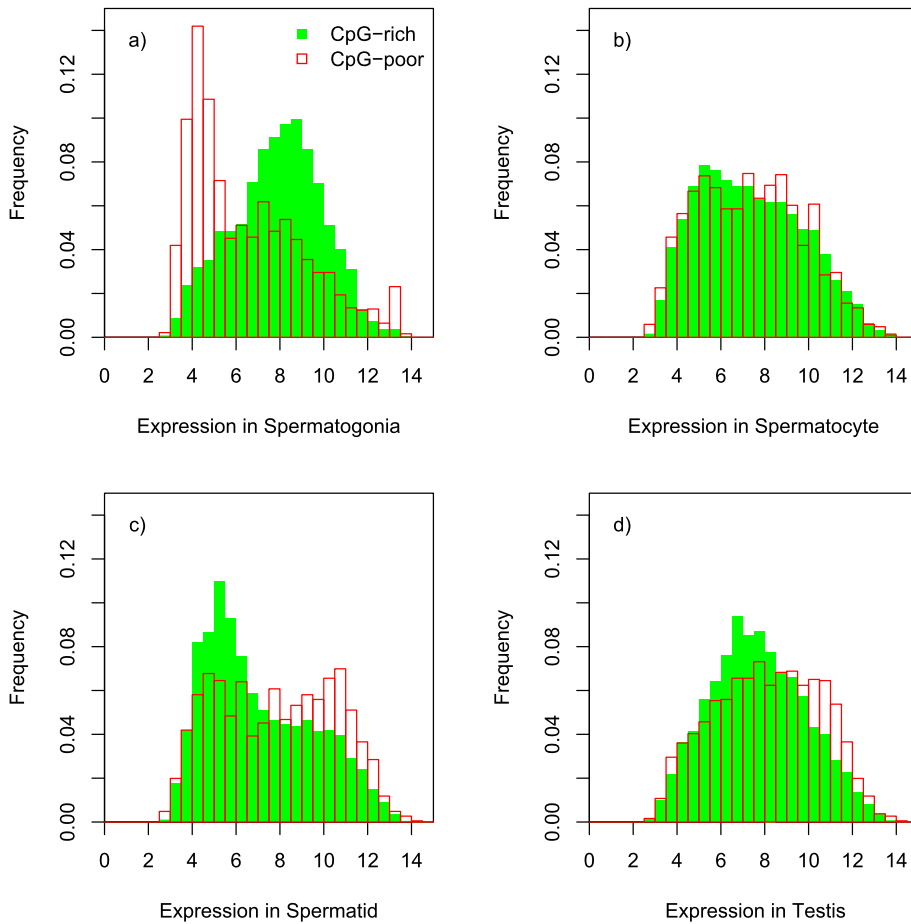 a)
CpG−rich
CpG−poor
Frequency
0.00 0.04 0.08 0.12
0 2 4 6 8 10 12 14
Expression in Spermatogonia
b)
Frequency
0.00 0.04 0.08 0.12
0 2 4 6 8 10 12 14
Expression in Spermatocyte
c)
Frequency
0.00 0.04 0.08 0.12
0 2 4 6 8 10 12 14
Expression in Spermatid
d)
Frequency
0.00 0.04 0.08 0.12
0 2 4 6 8 10 12 14
Expression in Testis